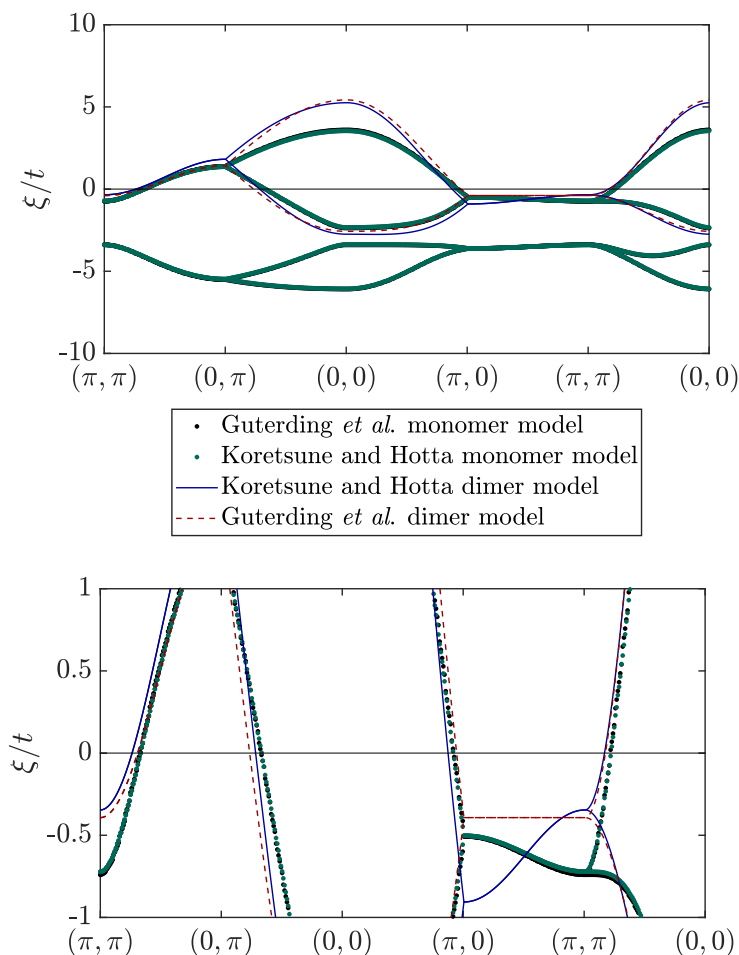 10
5
0
-5
-10
ξ/t
(π, π) (0, π) (0, 0) (π, 0) (π, π) (0, 0)
Guterding et al. monomer model
Koretsune and Hotta monomer model
Koretsune and Hotta dimer model
Guterding et al. dimer model
1
0.5
0
-0.5
-1
ξ/t
(π, π) (0, π) (0, 0) (π, 0) (π, π) (0, 0)